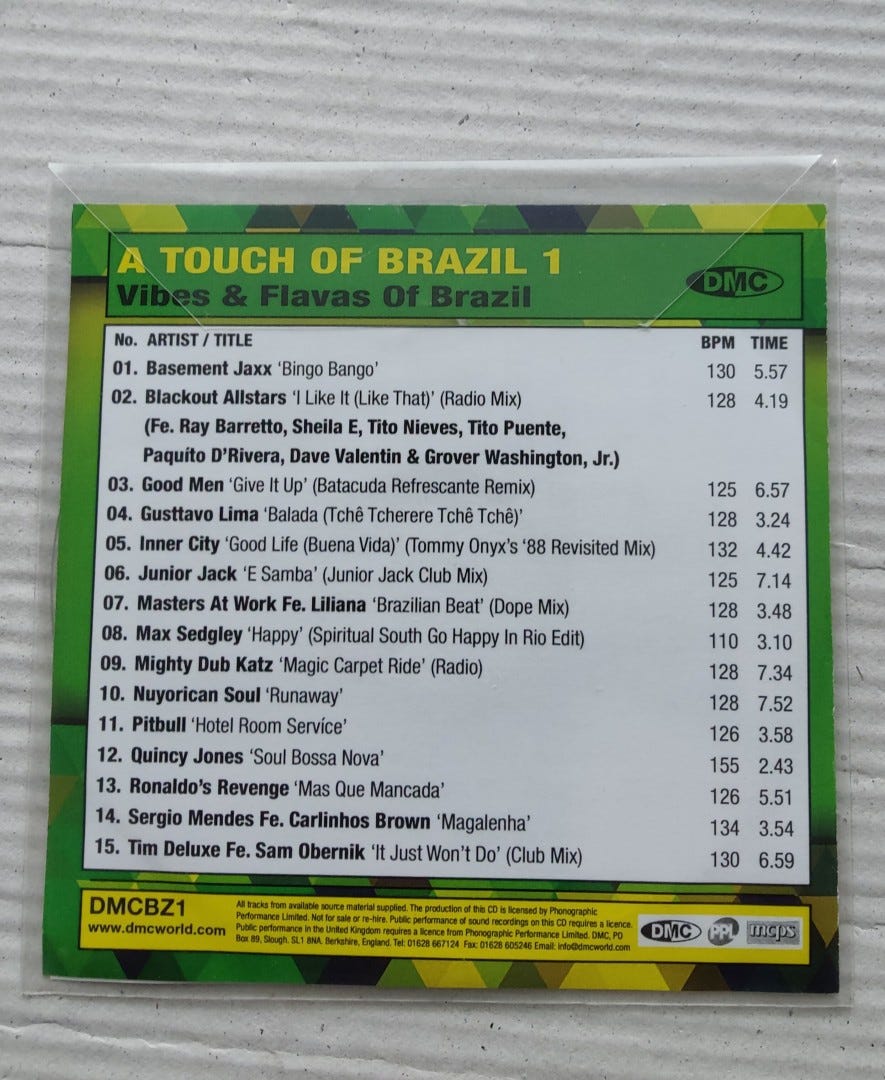 A TOUCH OF BRAZIL 1
Vibes & Flavas Of Brazil
DMC
No. ARTIST / TITLE BPM TIME
01. Basement Jaxx ‘Bingo Bango’ 130 5.57
02. Blackout Allstars ‘I Like It (Like That)’ (Radio Mix) 128 4.19
(Fe. Ray Barretto, Sheila E, Tito Nieves, Tito Puente,
Paquíto D’Rivera, Dave Valentin & Grover Washington, Jr.)
03. Good Men ‘Give It Up’ (Batacuda Refrescante Remix) 125 6.57
04. Gusttavo Lima ‘Balada (Tchê Tcherere Tchê Tchê)’ 128 3.24
05. Inner City ‘Good Life (Buena Vida)’ (Tommy Onyx’s ‘88 Revisited Mix) 132 4.42
06. Junior Jack ‘E Samba’ (Junior Jack Club Mix) 125 7.14
07. Masters At Work Fe. Liliana ‘Brazilian Beat’ (Dope Mix) 128 3.48
08. Max Sedgley ‘Happy’ (Spiritual South Go Happy In Rio Edit) 110 3.10
09. Mighty Dub Katz ‘Magic Carpet Ride’ (Radio) 128 7.34
10. Nuyorican Soul ‘Runaway’ 128 7.52
11. Pitbull ‘Hotel Room Service’ 126 3.58
12. Quincy Jones ‘Soul Bossa Nova’ 155 2.43
13. Ronaldo’s Revenge ‘Mas Que Mancada’ 126 5.51
14. Sergio Mendes Fe. Carlinhos Brown ‘Magalenha’ 134 3.54
15. Tim Deluxe Fe. Sam Obernik ‘It Just Won’t Do’ (Club Mix) 130 6.59
DMCBZ1
www.dmcworld.com
All tracks from available source material supplied. The production of this CD is licensed by Phonographic
Performance Limited. Not for sale or re-hire. Public performance of sound recordings on this CD requires a licence.
Public performance in the United Kingdom requires a licence from Phonographic Performance Limited. DMC, PO
Box 89, Slough. SL1 8NA. Berkshire, England. Tel: 01628 667124 Fax: 01628 605246 Email: info@dmcworld.com
DMC PPL mcps